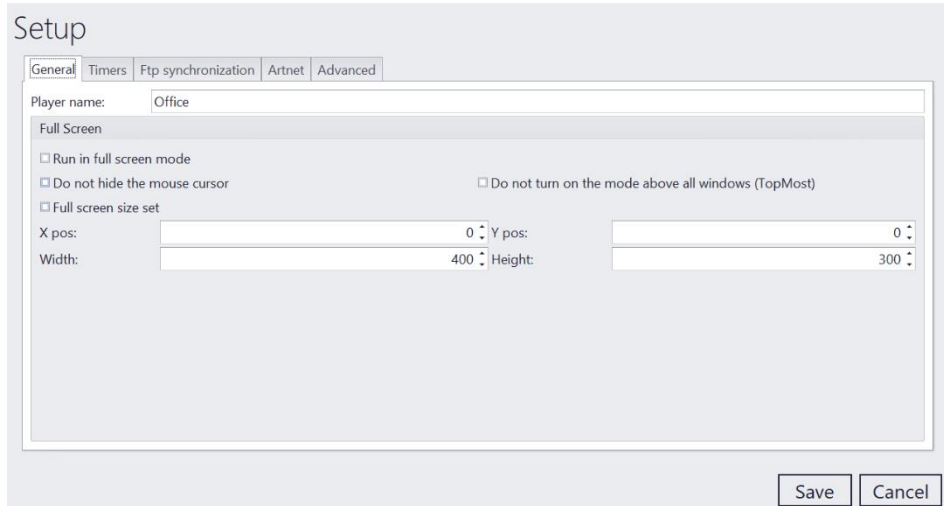 Setup
General Timers Ftp synchronization Artnet Advanced
Player name: Office
Full Screen
Run in full screen mode
Do not hide the mouse cursor Do not turn on the mode above all windows (TopMost)
Full screen size set
X pos: 0 Y pos: 0
Width: 400 Height: 300
Save Cancel